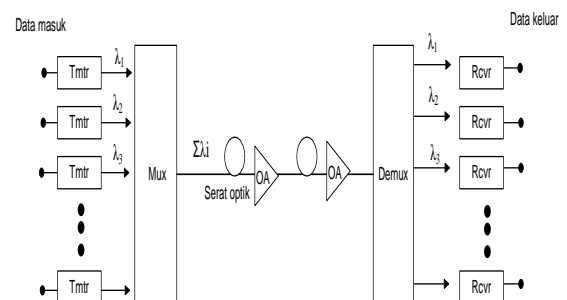 Data masuk
Data keluar
λ1
Tmtr
λ2
Tmtr
λ3
Tmtr
Tmtr
Mux
Σλi
Serat optik
OA
OA
Demux
λ1
Rcvr
λ2
Rcvr
λ3
Rcvr
Rcvr